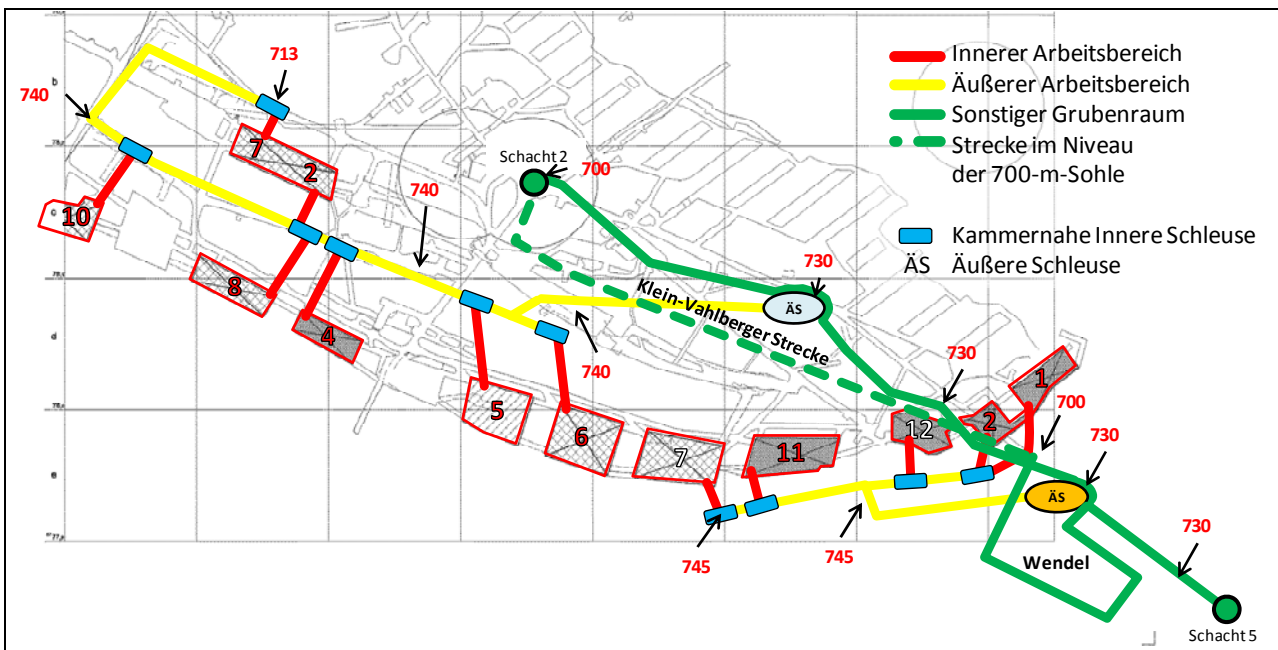 713
740
b
Innerer Arbeitsbereich
Äußerer Arbeitsbereich
Sonstiger Grubenraum
Strecke im Niveau
der 700-m-Sohle
Kammernahe Innere Schleuse
ÄS Äußere Schleuse
7
2
Schacht 2
700
740
10
c
8
4
730
ÄS
Klein-Vahlberger Strecke
d
740
730
1
700
5
6
7
11
12
2
730
e
ÄS
745
745
Wendel
730
Schacht 5